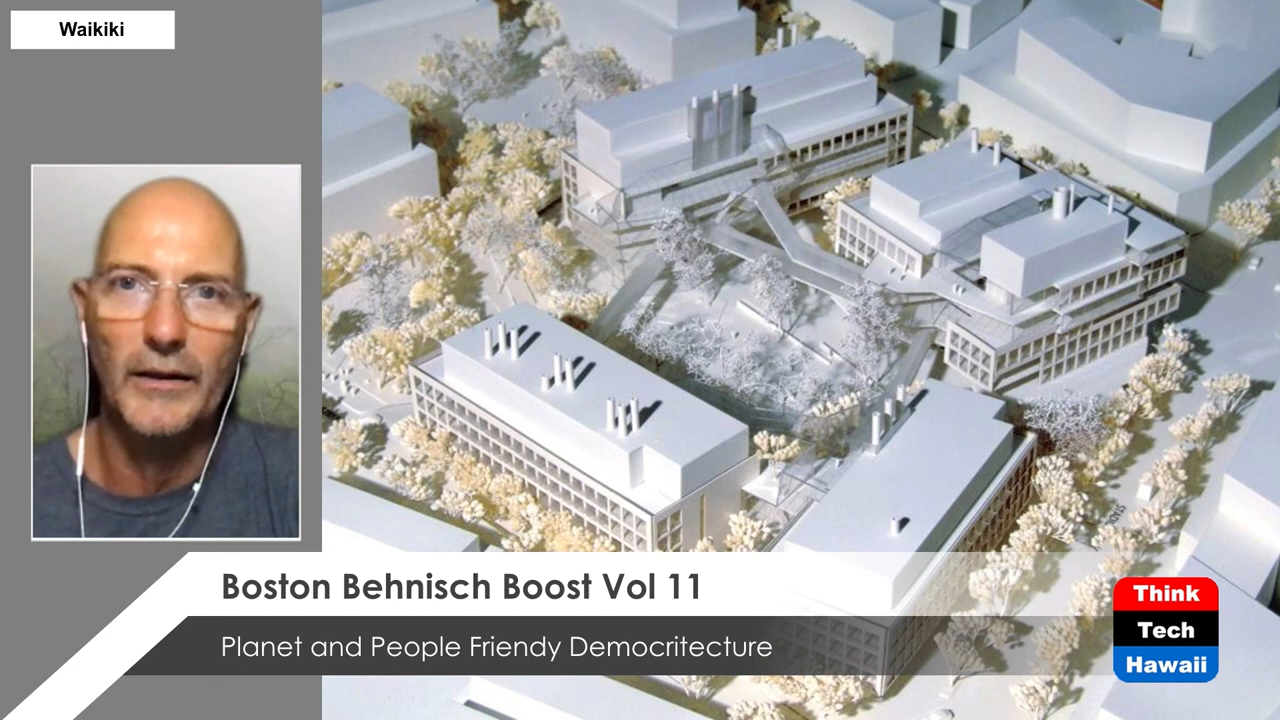 Waikiki
Boston Behnisch Boost Vol 11
Planet and People Friendy Democritecture
Think
Tech
Hawaii